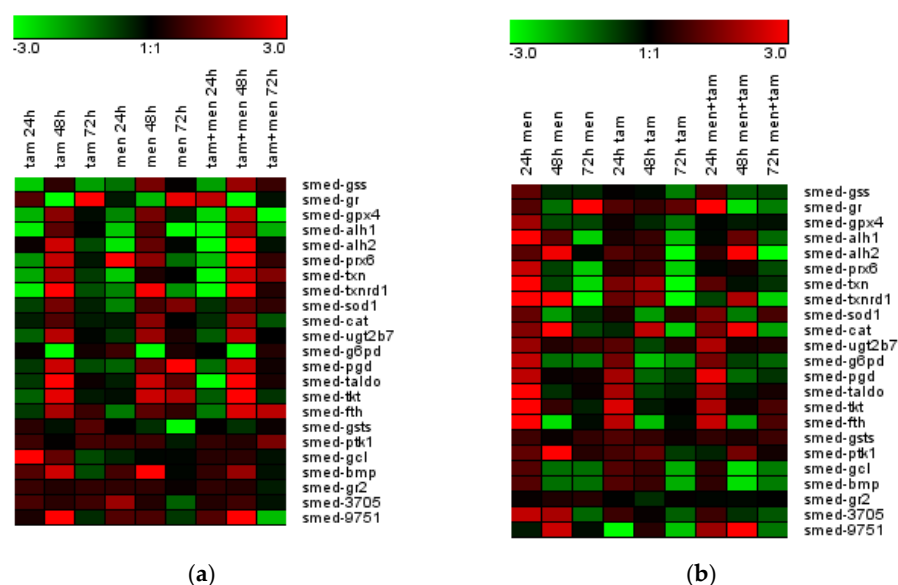 -3.0 1:1 3.0
tam 24h
tam 48h
tam 72h
men 24h
men 48h
men 72h
tam+men 24h
tam+men 48h
tam+men 72h
smed-gss
smed-gr
smed-gpx4
smed-alh1
smed-alh2
smed-prx6
smed-txn
smed-txnrd1
smed-sod1
smed-cat
smed-ugt2b7
smed-g6pd
smed-pgd
smed-taldo
smed-tkt
smed-fth
smed-gsts
smed-ptk1
smed-gcl
smed-bmp
smed-gr2
smed-3705
smed-9751
(a)
-3.0 1:1 3.0
24h men
48h men
72h men
24h tam
48h tam
72h tam
24h men+tam
48h men+tam
72h men+tam
smed-gss
smed-gr
smed-gpx4
smed-alh1
smed-alh2
smed-prx6
smed-txn
smed-txnrd1
smed-sod1
smed-cat
smed-ugt2b7
smed-g6pd
smed-pgd
smed-taldo
smed-tkt
smed-fth
smed-gsts
smed-ptk1
smed-gcl
smed-bmp
smed-gr2
smed-3705
smed-9751
(b)